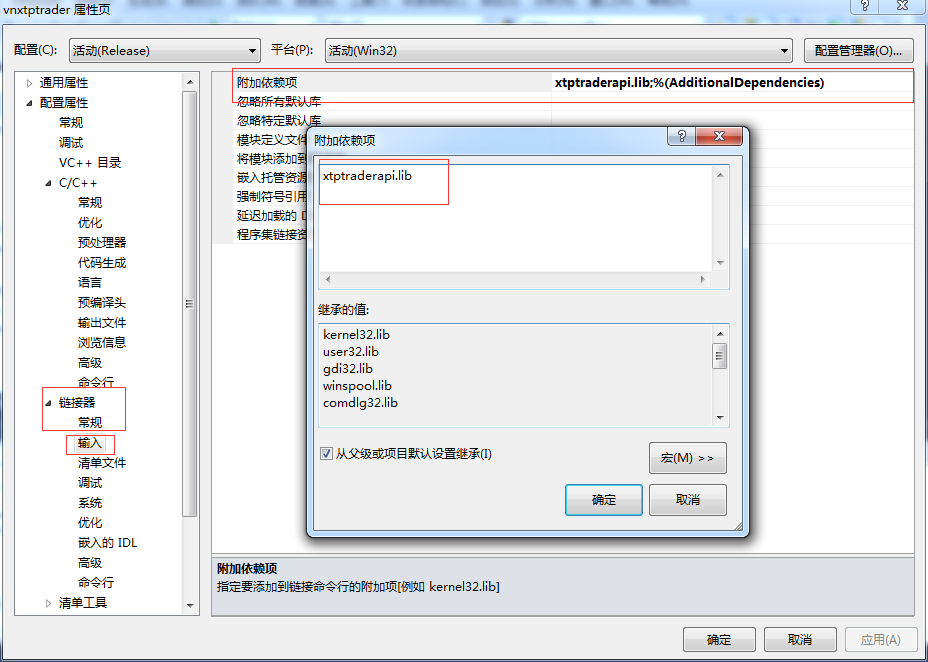 vnxtptrader 属性页
配置(C): 活动(Release) 平台(P): 活动(Win32) 配置管理器(O)...
通用属性
配置属性
常规
调试
VC++ 目录
C/C++
常规
优化
预处理器
代码生成
语言
预编译头
输出文件
浏览信息
高级
命令行
链接器
常规
输入
清单文件
调试
系统
优化
嵌入的 IDL
高级
命令行
清单工具
附加依赖项 xtptraderapi.lib;%(AdditionalDependencies)
忽略所有默认库
忽略特定默认库
模块定义文件
将模块添加到
嵌入托管资源
强制符号引用
延迟加载的
程序集链接资
附加依赖项
xtptraderapi.lib
继承的值:
kernel32.lib
user32.lib
gdi32.lib
winspool.lib
comdlg32.lib
从父级或项目默认设置继承(I)
宏(M) >>
确定 取消
附加依赖项
指定要添加到链接命令行的附加项[例如 kernel32.lib]
确定 取消 应用(A)